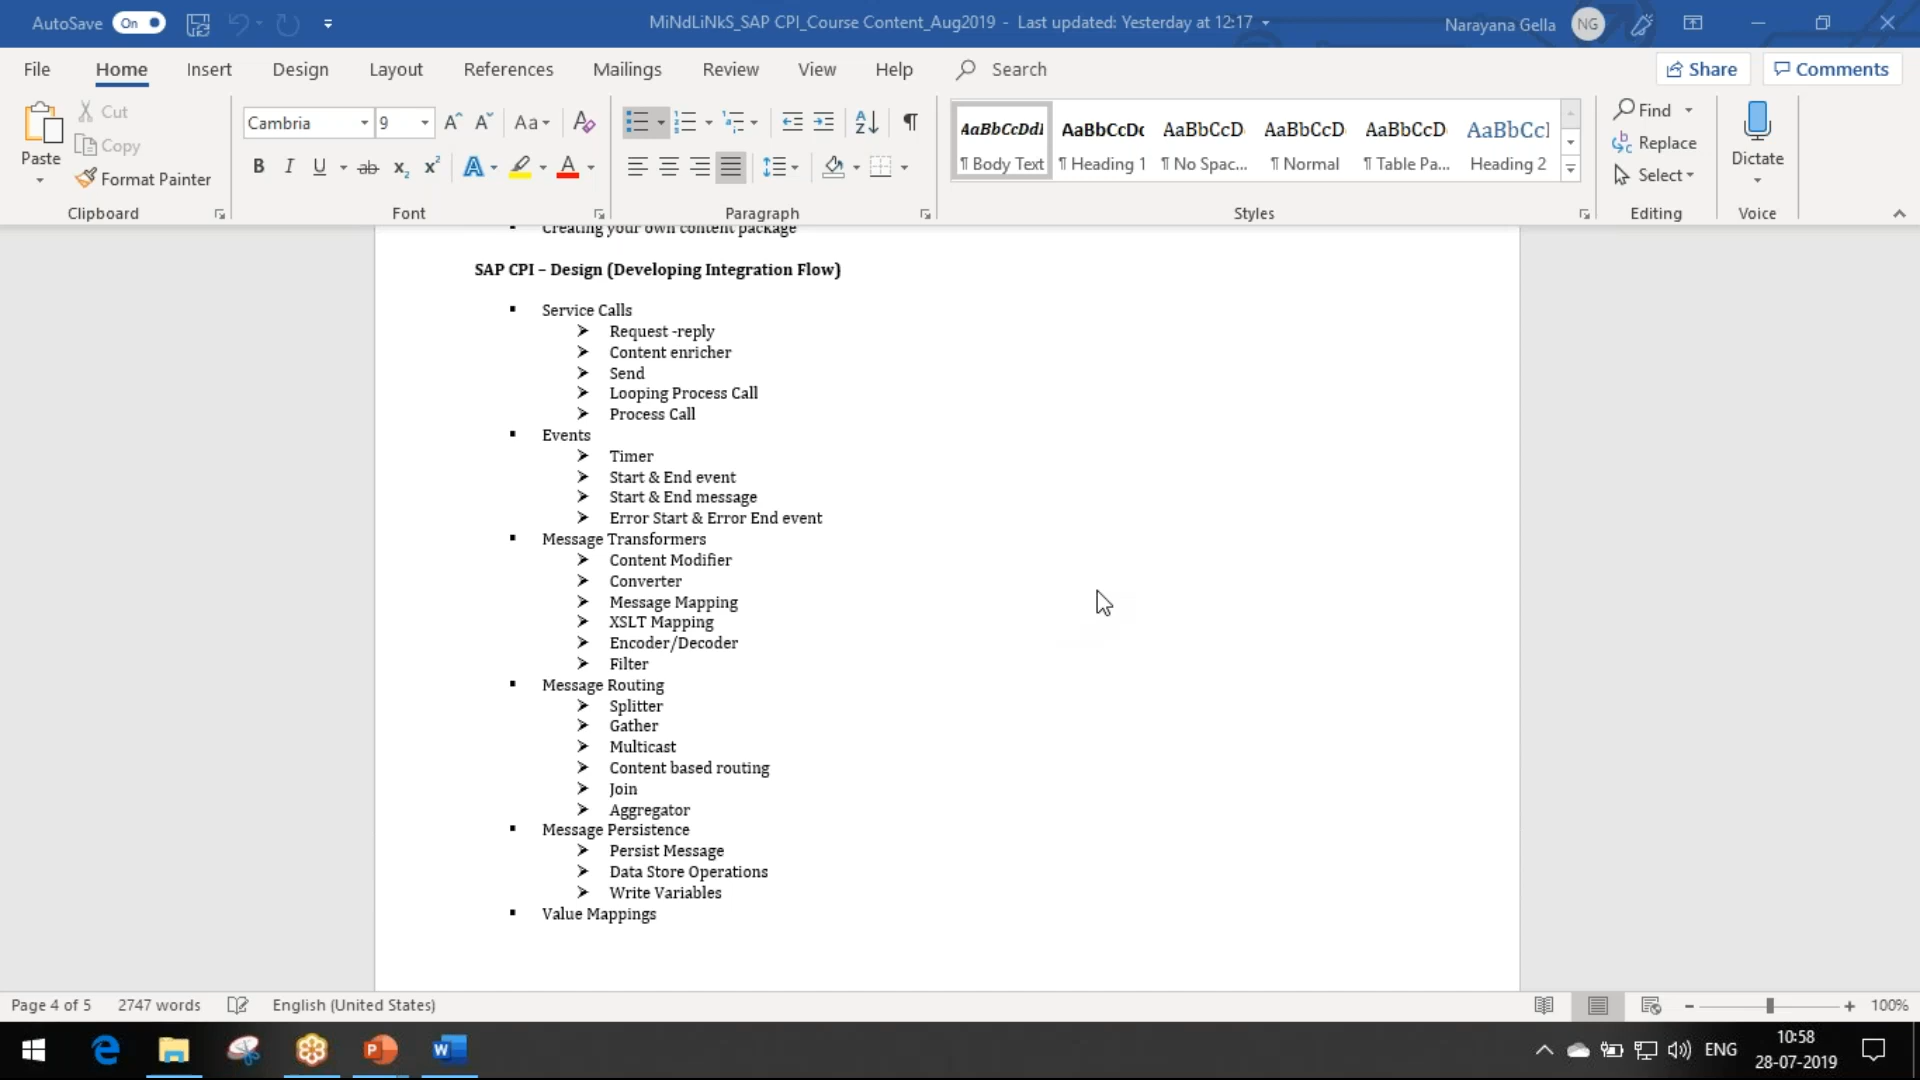 AutoSave On MiNdLiNkS_SAP CPI_Course Content_Aug2019 - Last updated: Yesterday at 12:17 Narayana Gella NG
File Home Insert Design Layout References Mailings Review View Help Search Share Comments
Paste Cut Copy Format Painter
Cambria 9 Aa
B I U ab x₂ x² A A
AaBbCcDdI AaBbCcDc AaBbCcD AaBbCcD AaBbCcD AaBbCcI
¶ Body Text ¶ Heading 1 ¶ No Spac... ¶ Normal ¶ Table Pa... Heading 2
Find Replace Select
Dictate
Clipboard Font Paragraph Styles Editing Voice
Creating your own content package
SAP CPI – Design (Developing Integration Flow)
Service Calls
Request -reply
Content enricher
Send
Looping Process Call
Process Call
Events
Timer
Start & End event
Start & End message
Error Start & Error End event
Message Transformers
Content Modifier
Converter
Message Mapping
XSLT Mapping
Encoder/Decoder
Filter
Message Routing
Splitter
Gather
Multicast
Content based routing
Join
Aggregator
Message Persistence
Persist Message
Data Store Operations
Write Variables
Value Mappings
Page 4 of 5 2747 words English (United States) 100%
ENG 10:58
28-07-2019